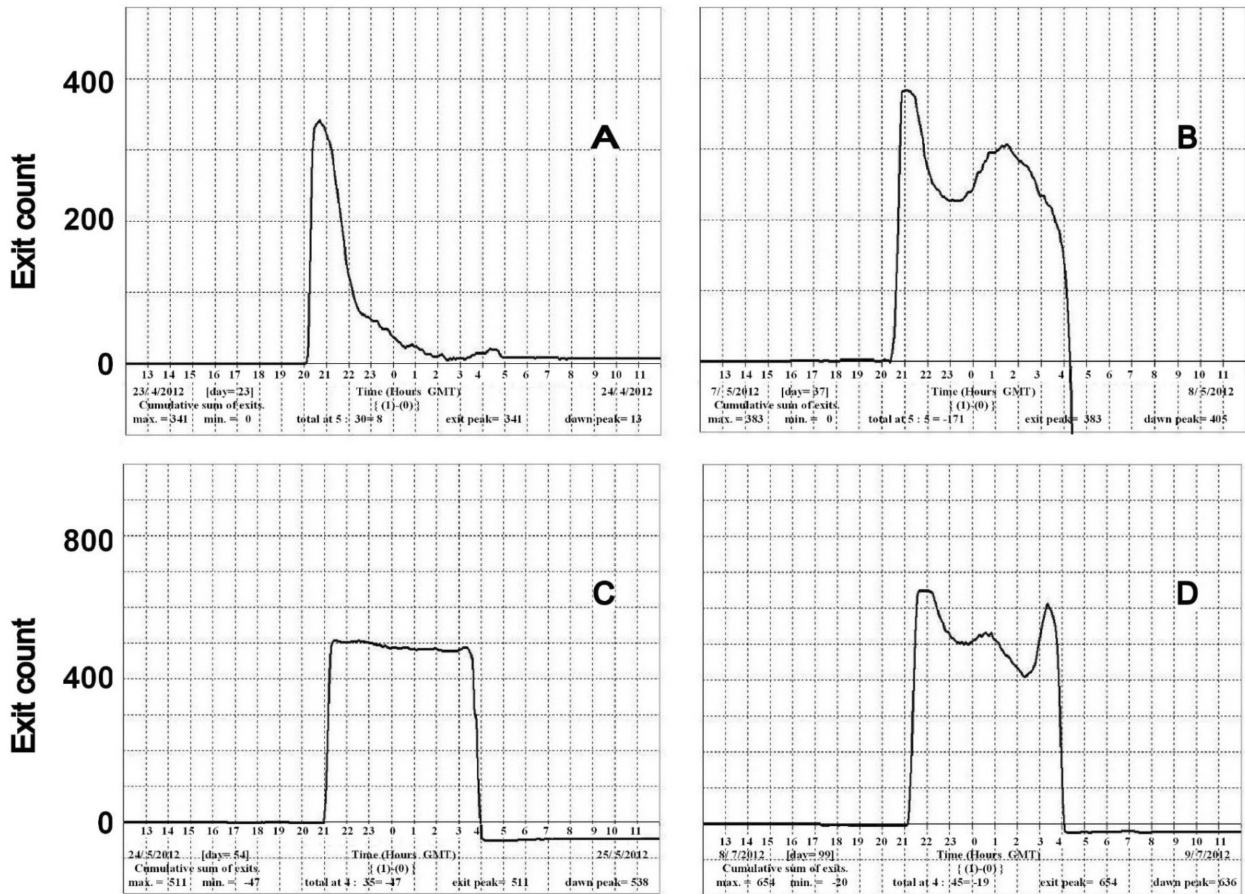 Exit count
400
200
0
A
13 14 15 16 17 18 19 20 21 22 23 0 1 2 3 4 5 6 7 8 9 10 11
23/ 4/2012 [day=23] Time (Hours GMT) 24/ 4/2012
Cumulative sum of exits. { (1)-(0) }
max. = 341 min. = 0 total at 5 : 30= 8 exit peak= 341 dawn peak= 13
B
13 14 15 16 17 18 19 20 21 22 23 0 1 2 3 4 5 6 7 8 9 10 11
7/ 5/2012 [day= 37] Time (Hours GMT) 8/ 5/2012
Cumulative sum of exits. { (1)-(0) }
max. = 383 min. = 0 total at 5 : 5 = -171 exit peak= 383 dawn peak= 405
Exit count
800
400
0
C
13 14 15 16 17 18 19 20 21 22 23 0 1 2 3 4 5 6 7 8 9 10 11
24/ 5/2012 [day= 54] Time (Hours GMT) 25/ 5/2012
Cumulative sum of exits. { (1)-(0) }
max. = 511 min. = -47 total at 4 : 35= -47 exit peak= 511 dawn peak= 538
D
13 14 15 16 17 18 19 20 21 22 23 0 1 2 3 4 5 6 7 8 9 10 11
8/ 7/2012 [day= 99] Time (Hours GMT) 9/ 7/2012
Cumulative sum of exits. { (1)-(0) }
max. = 654 min. = -20 total at 4 : 45= -19 exit peak= 654 dawn peak= 636